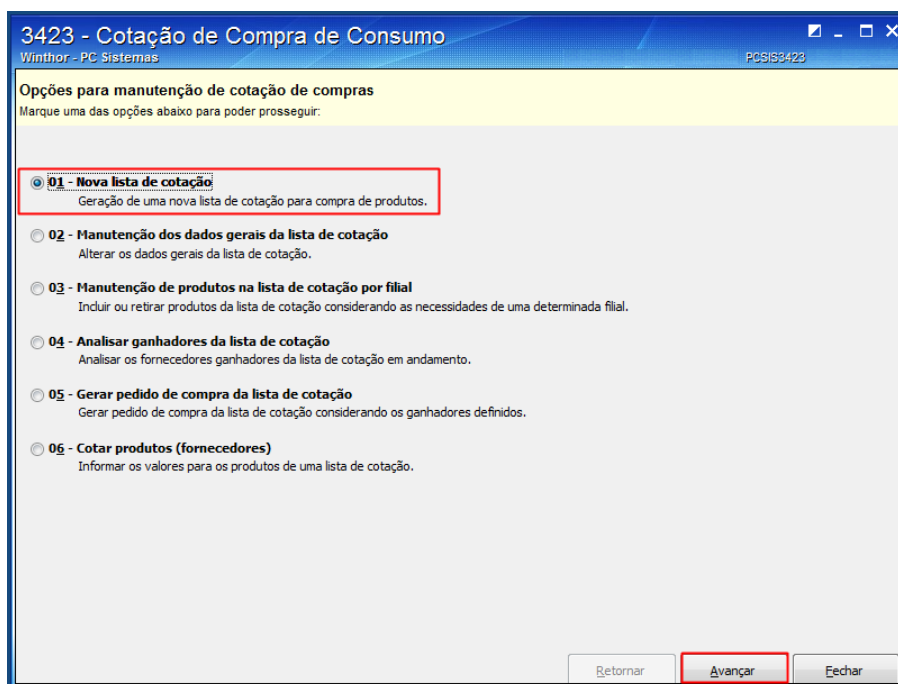 3423 - Cotação de Compra de Consumo
Winthor - PC Sistemas
PCSIS3423
Opções para manutenção de cotação de compras
Marque uma das opções abaixo para poder prosseguir:
01 - Nova lista de cotação
Geração de uma nova lista de cotação para compra de produtos.
02 - Manutenção dos dados gerais da lista de cotação
Alterar os dados gerais da lista de cotação.
03 - Manutenção de produtos na lista de cotação por filial
Incluir ou retirar produtos da lista de cotação considerando as necessidades de uma determinada filial.
04 - Analisar ganhadores da lista de cotação
Analisar os fornecedores ganhadores da lista de cotação em andamento.
05 - Gerar pedido de compra da lista de cotação
Gerar pedido de compra da lista de cotação considerando os ganhadores definidos.
06 - Cotar produtos (fornecedores)
Informar os valores para os produtos de uma lista de cotação.
Retornar
Avançar
Fechar